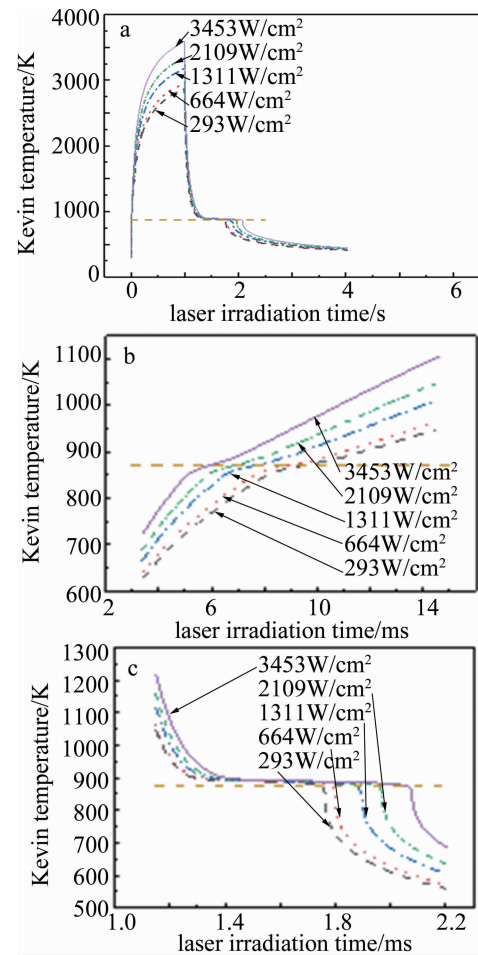 a
4000
3000
2000
1000
0
Kevin temperature/K
3453W/cm²
2109W/cm²
1311W/cm²
664W/cm²
293W/cm²
0 2 4 6
laser irradiation time/s
b
1100
1000
900
800
700
600
Kevin temperature/K
3453W/cm²
2109W/cm²
1311W/cm²
664W/cm²
293W/cm²
2 6 10 14
laser irradiation time/ms
c
1300
1200
1100
1000
900
800
700
600
500
Kevin temperature/K
3453W/cm²
2109W/cm²
1311W/cm²
664W/cm²
293W/cm²
1.0 1.4 1.8 2.2
laser irradiation time/ms